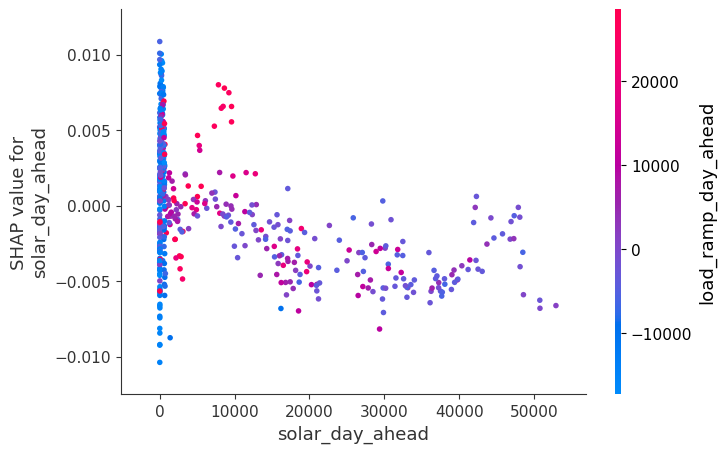 0.010
0.005
0.000
−0.005
−0.010
SHAP value for
solar_day_ahead
0 10000 20000 30000 40000 50000
solar_day_ahead
20000
10000
0
−10000
load_ramp_day_ahead